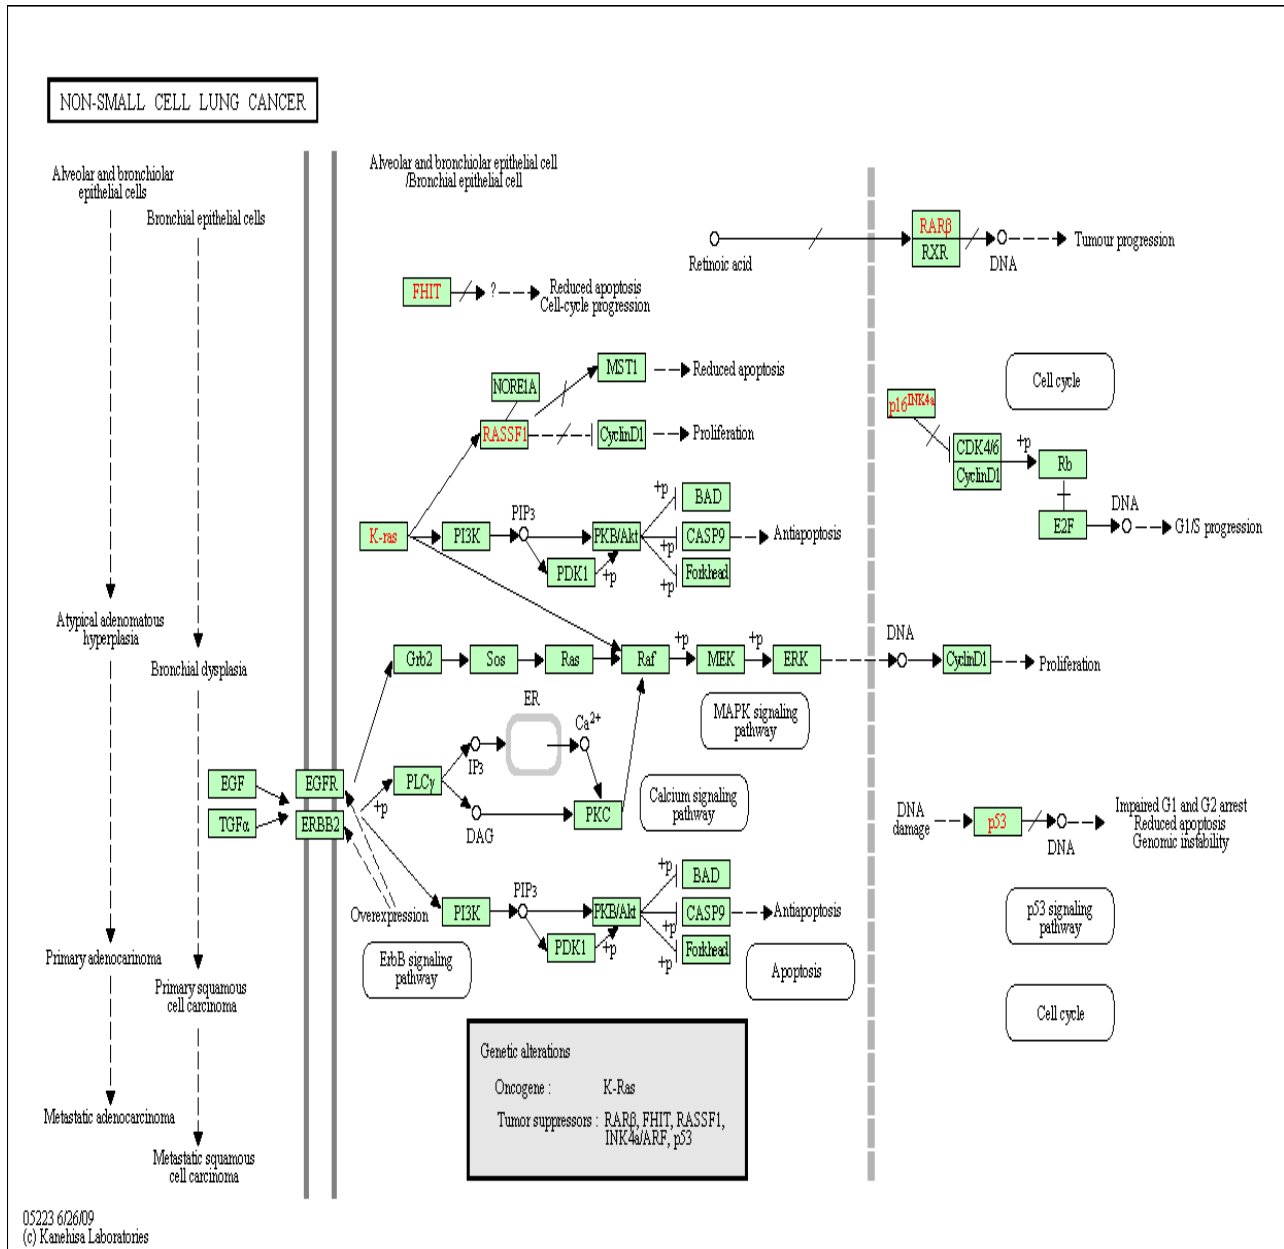 NON-SMALL CELL LUNG CANCER
Alveolar and bronchiolar
epithelial cells
Bronchial epithelial cells
Atypical adenomatous
hyperplasia
Bronchial dysplasia
Primary adenocarinoma
Primary squamous
cell carcinoma
Metastatic adenocarcinoma
Metastatic squamous
cell carcinoma
Alveolar and bronchiolar epithelial cell
/Bronchial epithelial cell
Retinoic acid
RARβ
RXR
DNA
Tumour progression
FHIT
?
Reduced apoptosis
Cell-cycle progression
NORE1A
MST1
Reduced apoptosis
RASSF1
CyclinD1
Proliferation
Cell cycle
p16INK4a
CDK4/6
CyclinD1
+p
Rb
E2F
DNA
G1/S progression
K-ras
PI3K
PIP3
PKB/Akt
PDK1
+p
+p
+p
+p
BAD
CASP9
Forkhead
Antiapoptosis
Grb2
Sos
Ras
Raf
+p
MEK
+p
ERK
DNA
CyclinD1
Proliferation
MAPK signaling
pathway
ER
Ca2+
IP3
PLCγ
DAG
PKC
Calcium signaling
pathway
EGF
TGFα
EGFR
ERBB2
+p
Overexpression
DNA
damage
p53
DNA
Impaired G1 and G2 arrest
Reduced apoptosis
Genomic instability
PI3K
PIP3
PKB/Akt
PDK1
+p
+p
+p
+p
BAD
CASP9
Forkhead
Antiapoptosis
ErbB signaling
pathway
Apoptosis
p53 signaling
pathway
Cell cycle
Genetic alterations
Oncogene : K-Ras
Tumor suppressors : RARβ, FHIT, RASSF1,
INK4a/ARF, p53
05223 6/26/09
(c) Kanehisa Laboratories